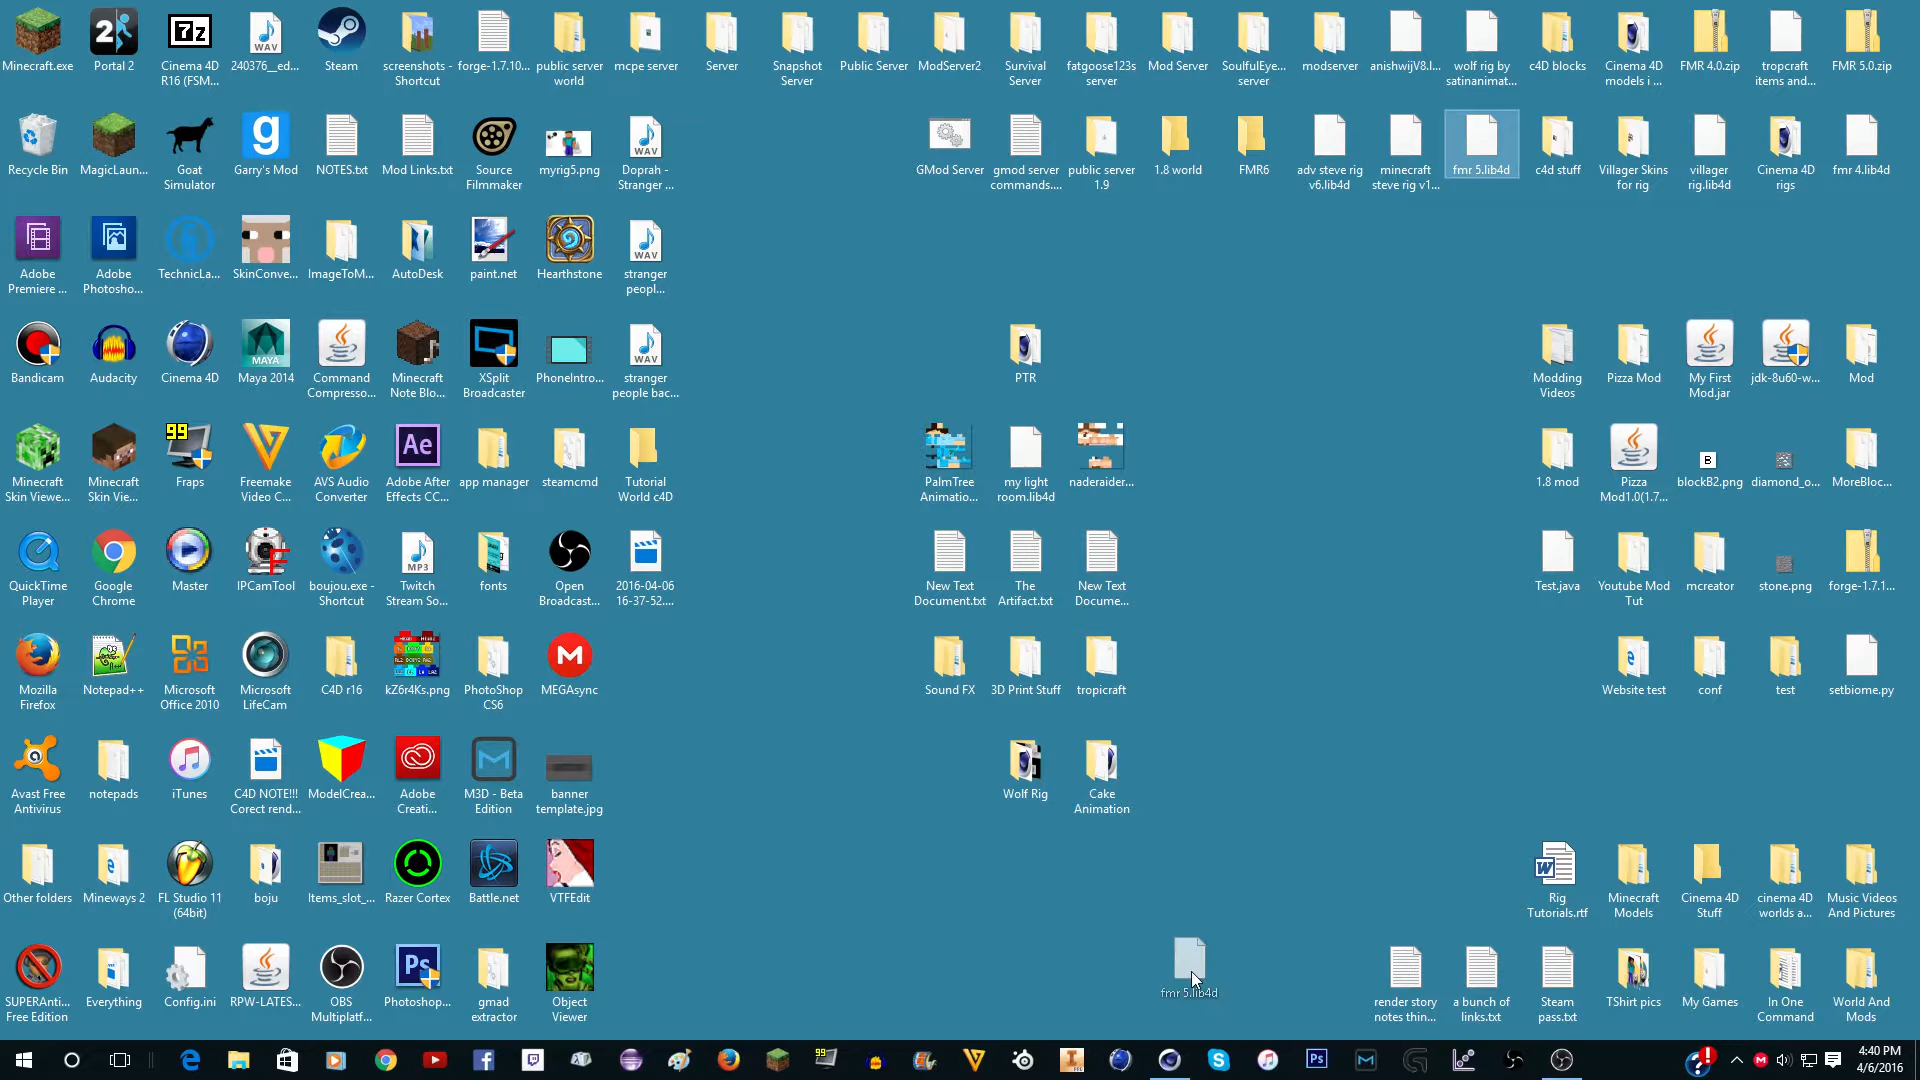 Minecraft.exe
Portal 2
Cinema 4D
R16 (FSM...
240376__ed...
Steam
screenshots -
Shortcut
forge-1.7.10...
public server
world
mcpe server
Server
Snapshot
Server
Public Server
ModServer2
Survival
Server
fatgoose123s
server
Mod Server
SoulfulEye...
server
modserver
anishwijV8.l...
wolf rig by
satinanimat...
c4D blocks
Cinema 4D
models i ...
FMR 4.0.zip
tropcraft
items and...
FMR 5.0.zip
Recycle Bin
MagicLaun...
Goat
Simulator
Garry's Mod
NOTES.txt
Mod Links.txt
Source
Filmmaker
myrig5.png
Doprah -
Stranger ...
GMod Server
gmod server
commands....
public server
1.9
1.8 world
FMR6
adv steve rig
v6.lib4d
minecraft
steve rig v1...
fmr 5.lib4d
c4d stuff
Villager Skins
for rig
villager
rig.lib4d
Cinema 4D
rigs
fmr 4.lib4d
Adobe
Premiere ...
Adobe
Photosho...
TechnicLa...
SkinConve...
ImageToM...
AutoDesk
paint.net
Hearthstone
stranger
peopl...
Bandicam
Audacity
Cinema 4D
MAYA
Maya 2014
Command
Compresso...
Minecraft
Note Blo...
XSplit
Broadcaster
PhoneIntro...
stranger
people bac...
PTR
Modding
Videos
Pizza Mod
My First
Mod.jar
jdk-8u60-w...
Mod
Minecraft
Skin Viewe...
Minecraft
Skin Vie...
99
Fraps
Freemake
Video C...
AVS Audio
Converter
Ae
Adobe After
Effects CC...
app manager
steamcmd
Tutorial
World c4D
PalmTree
Animatio...
my light
room.lib4d
naderaider...
1.8 mod
Pizza
Mod1.0(1.7...
B
blockB2.png
diamond_o...
MoreBloc...
QuickTime
Player
Google
Chrome
Master
IPCamTool
boujou.exe -
Shortcut
MP3
Twitch
Stream So...
fonts
Open
Broadcast...
2016-04-06
16-37-52....
New Text
Document.txt
The
Artifact.txt
New Text
Docume...
Test.java
Youtube Mod
Tut
mcreator
stone.png
forge-1.7.1...
Mozilla
Firefox
Notepad++
Microsoft
Office 2010
Microsoft
LifeCam
C4D r16
kZ6r4Ks.png
PhotoShop
CS6
MEGAsync
Sound FX
3D Print Stuff
tropicraft
Website test
conf
test
setbiome.py
Avast Free
Antivirus
notepads
iTunes
C4D NOTE!!!
Corect rend...
ModelCrea...
Adobe
Creati...
M3D - Beta
Edition
banner
template.jpg
Wolf Rig
Cake
Animation
Other folders
Mineways 2
FL Studio 11
(64bit)
boju
Items_slot_...
Razer Cortex
Battle.net
VTFEdit
Rig
Tutorials.rtf
Minecraft
Models
Cinema 4D
Stuff
cinema 4D
worlds a...
Music Videos
And Pictures
SUPERAnti...
Free Edition
Everything
Config.ini
RPW-LATES...
OBS
Multiplatf...
Ps
Photoshop...
gmad
extractor
Object
Viewer
fmr 5.lib4d
render story
notes thin...
a bunch of
links.txt
Steam
pass.txt
TShirt pics
My Games
In One
Command
World And
Mods
4:40 PM
4/6/2016